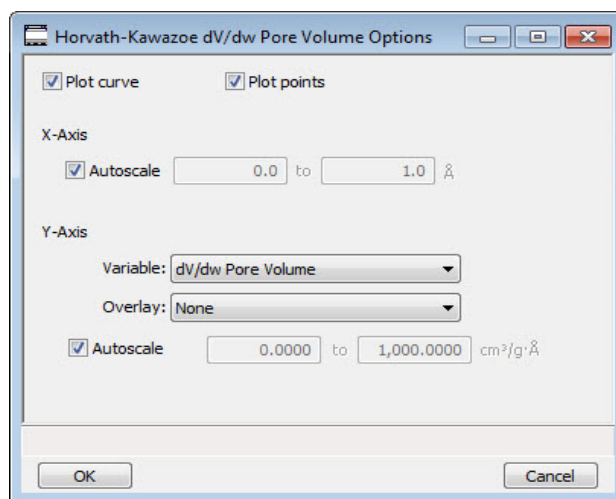 Horvath-Kawazoe dV/dw Pore Volume Options
Plot curve Plot points
X-Axis
Autoscale 0.0 to 1.0 Å
Y-Axis
Variable: dV/dw Pore Volume
Overlay: None
Autoscale 0.0000 to 1,000.0000 cm³/g·Å
OK Cancel